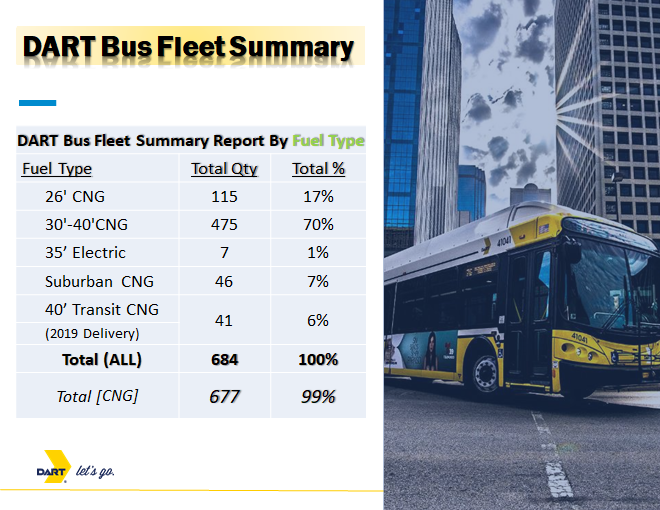 DART Bus Fleet Summary
DART Bus Fleet Summary Report By Fuel Type
Fuel Type Total Qty Total %
26' CNG 115 17%
30'-40'CNG 475 70%
35’ Electric 7 1%
Suburban CNG 46 7%
40’ Transit CNG
(2019 Delivery) 41 6%
Total (ALL) 684 100%
Total [CNG] 677 99%
DART let's go.
41041
41041